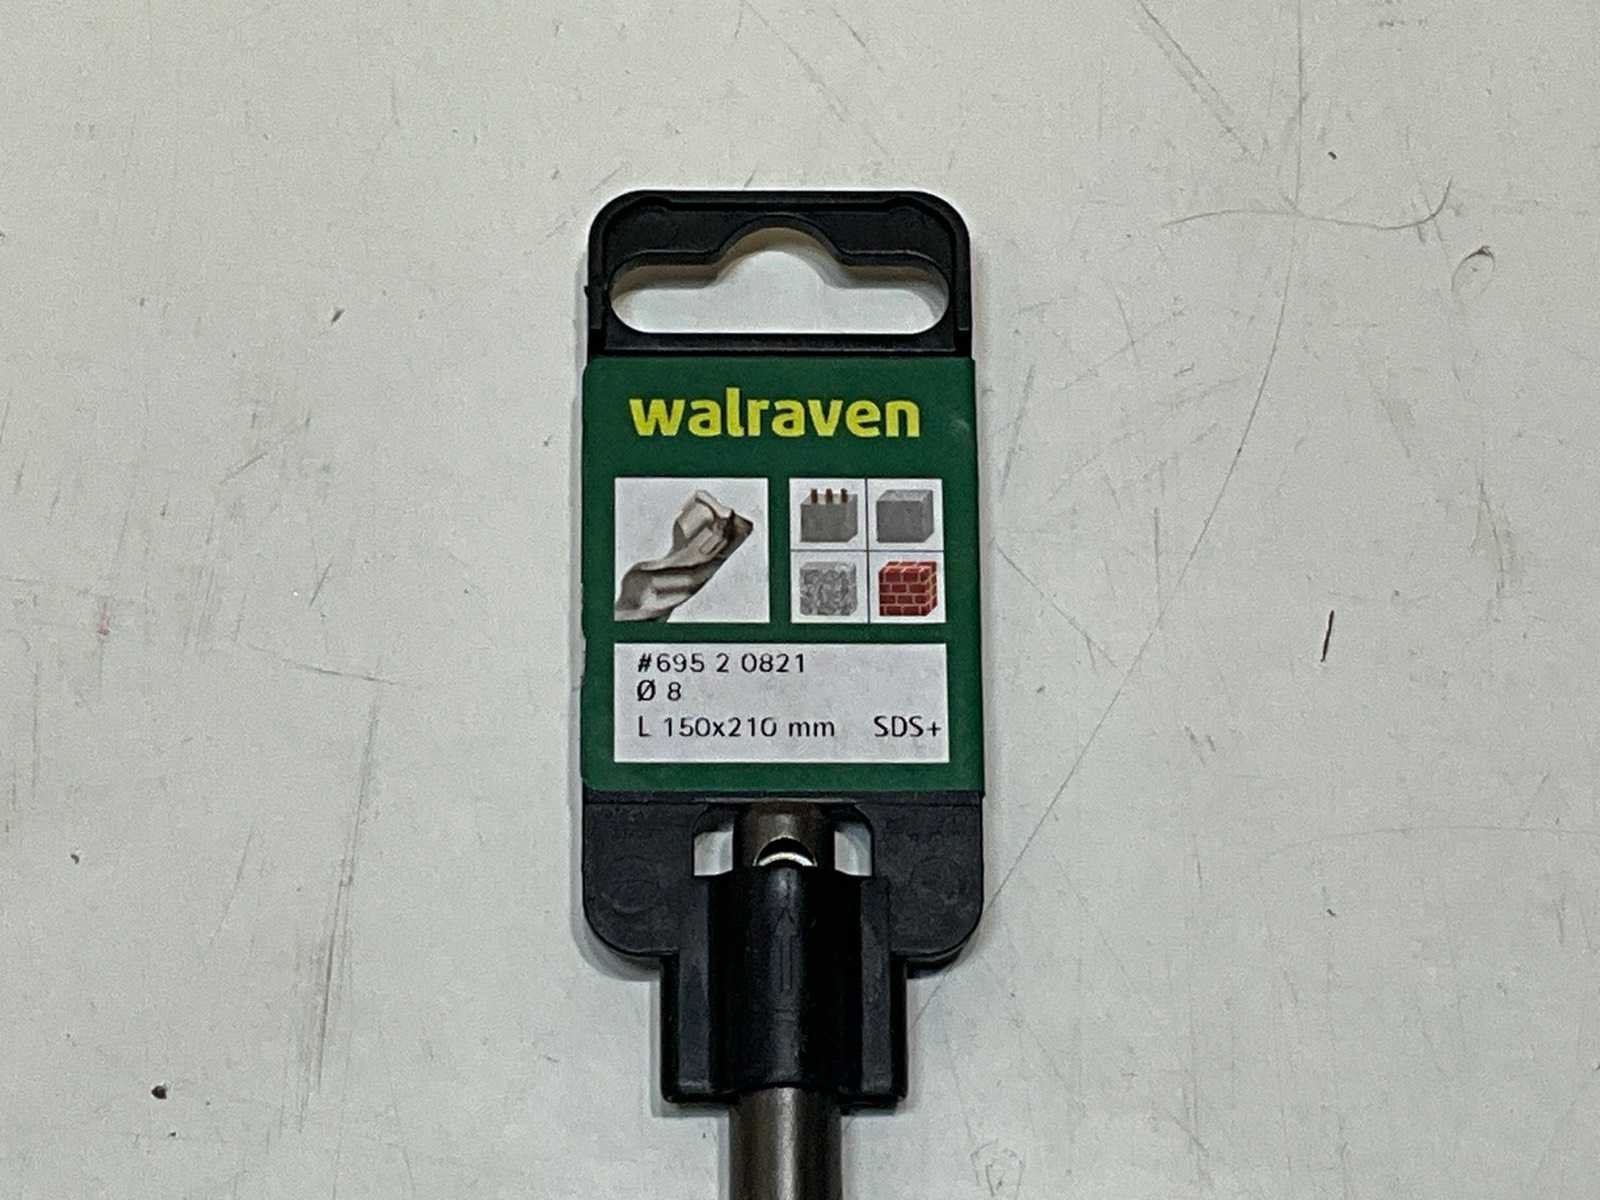 walraven
#695 2 0821
Ø 8
L 150x210 mm SDS+